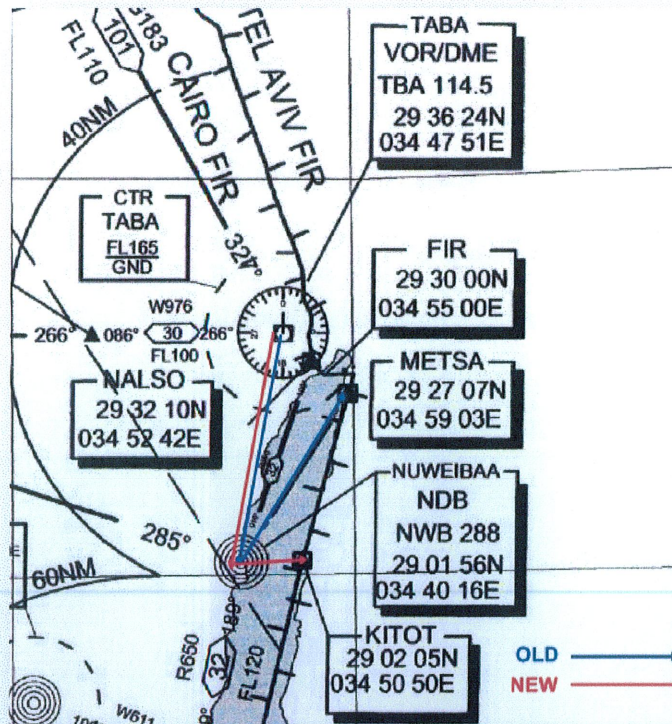 G183
101
FL110
CAIRO FIR
TEL AVIV FIR
40NM
TABA
VOR/DME
TBA 114.5
29 36 24N
034 47 51E
CTR
TABA
FL165
GND
324°
FIR
29 30 00N
034 55 00E
W976
266°
086°
30
266°
FL100
NALSO
29 32 10N
034 52 42E
METSA
29 27 07N
034 59 03E
NUWEIBAA
NDB
NWB 288
29 01 56N
034 40 16E
285°
60NM
189°
R650
32
FL120
KITOT
29 02 05N
034 50 50E
W611
OLD
NEW